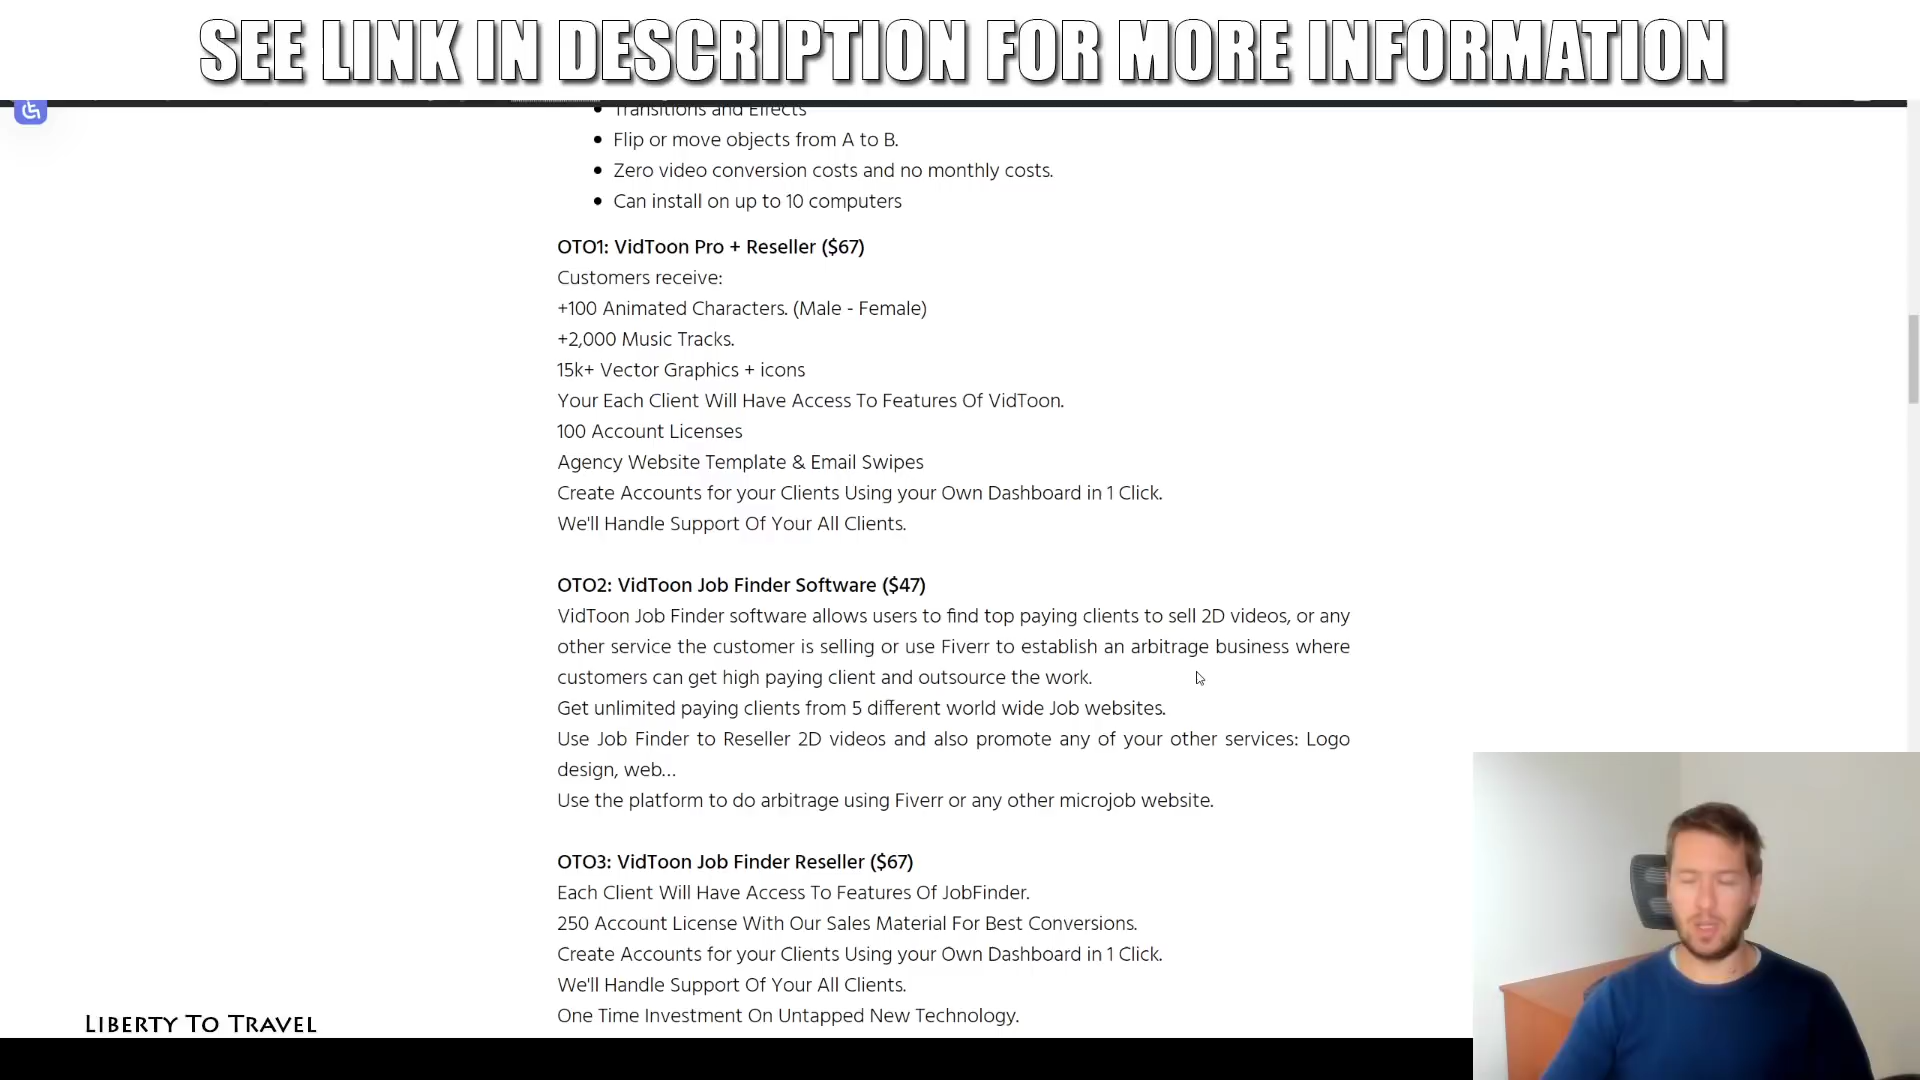 SEE LINK IN DESCRIPTION FOR MORE INFORMATION
Transitions and Effects
Flip or move objects from A to B.
Zero video conversion costs and no monthly costs.
Can install on up to 10 computers
OTO1: VidToon Pro + Reseller ($67)
Customers receive:
+100 Animated Characters. (Male - Female)
+2,000 Music Tracks.
15k+ Vector Graphics + icons
Your Each Client Will Have Access To Features Of VidToon.
100 Account Licenses
Agency Website Template & Email Swipes
Create Accounts for your Clients Using your Own Dashboard in 1 Click.
We'll Handle Support Of Your All Clients.
OTO2: VidToon Job Finder Software ($47)
VidToon Job Finder software allows users to find top paying clients to sell 2D videos, or any
other service the customer is selling or use Fiverr to establish an arbitrage business where
customers can get high paying client and outsource the work.
Get unlimited paying clients from 5 different world wide Job websites.
Use Job Finder to Reseller 2D videos and also promote any of your other services: Logo
design, web...
Use the platform to do arbitrage using Fiverr or any other microjob website.
OTO3: VidToon Job Finder Reseller ($67)
Each Client Will Have Access To Features Of JobFinder.
250 Account License With Our Sales Material For Best Conversions.
Create Accounts for your Clients Using your Own Dashboard in 1 Click.
We'll Handle Support Of Your All Clients.
One Time Investment On Untapped New Technology.
LIBERTY TO TRAVEL